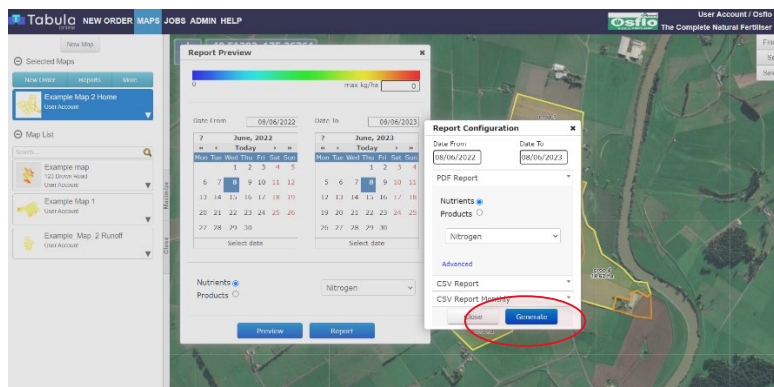 Tabula NEW ORDER MAPS JOBS ADMIN HELP
User Account / Osflo
Osflo The Complete Natural Fertiliser
New Map
Selected Maps
New Order Reports More
Example Map 2 Home
User Account
Map List
Search...
Example map
123 Brown Road
User Account
Example Map 1
User Account
Example Map 2 Runoff
User Account
Maximise
Close
Report Preview ×
0 max kg/ha 0
Date From 08/06/2022 Date To 08/06/2023
? June, 2022
« ‹ Today › »
Mon Tue Wed Thu Fri Sat Sun
1 2 3 4 5
6 7 8 9 10 11 12
13 14 15 16 17 18 19
20 21 22 23 24 25 26
27 28 29 30
Select date
? June, 2023
« ‹ Today › »
Mon Tue Wed Thu Fri Sat Sun
1 2 3 4
5 6 7 8 9 10 11
12 13 14 15 16 17 18
19 20 21 22 23 24 25
26 27 28 29 30
Select date
Nutrients
Products
Nitrogen
Preview Report
Report Configuration ×
Date From Date To
08/06/2022 08/06/2023
PDF Report
Nutrients
Products
Nitrogen
Advanced
CSV Report
CSV Report Monthly
Close Generate